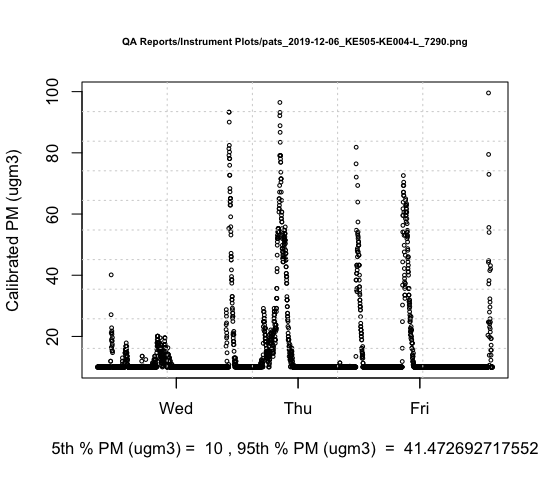 QA Reports/Instrument Plots/pats_2019-12-06_KE505-KE004-L_7290.png
Calibrated PM (ugm3)
100
80
60
40
20
Wed Thu Fri
5th % PM (ugm3) = 10 , 95th % PM (ugm3) = 41.472692717552